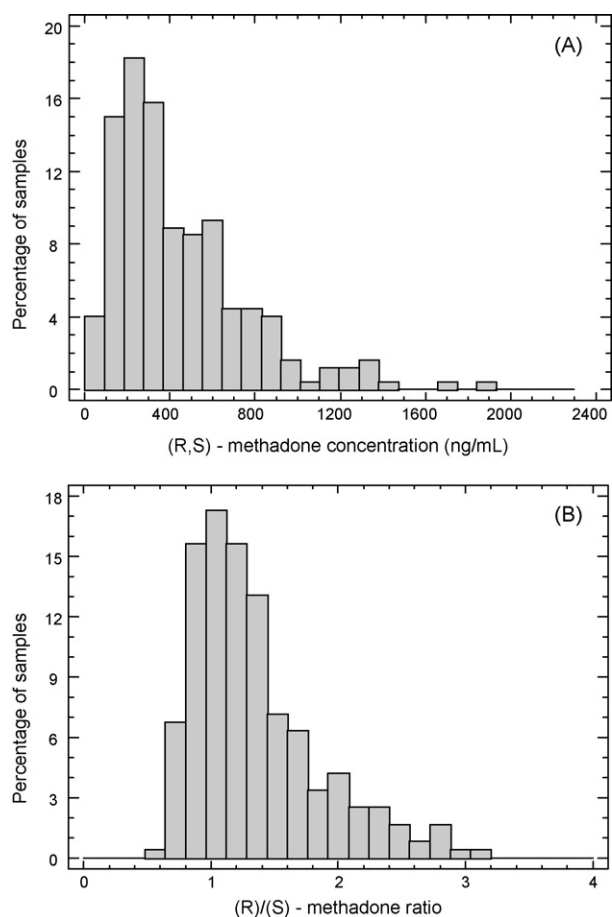 (A)
Percentage of samples
20
16
12
8
4
0
0 400 800 1200 1600 2000 2400
(R,S) - methadone concentration (ng/mL)
(B)
Percentage of samples
18
15
12
9
6
3
0
0 1 2 3 4
(R)/(S) - methadone ratio